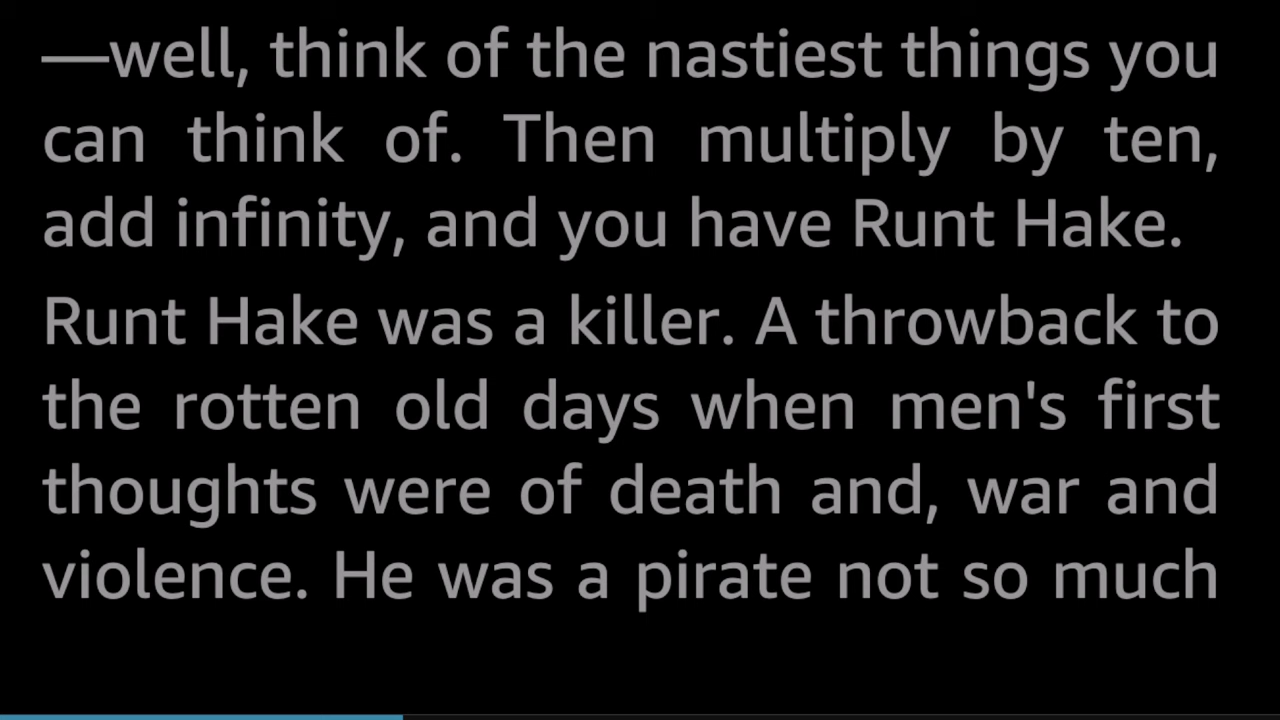 —well, think of the nastiest things you
can think of. Then multiply by ten,
add infinity, and you have Runt Hake.
Runt Hake was a killer. A throwback to
the rotten old days when men's first
thoughts were of death and, war and
violence. He was a pirate not so much